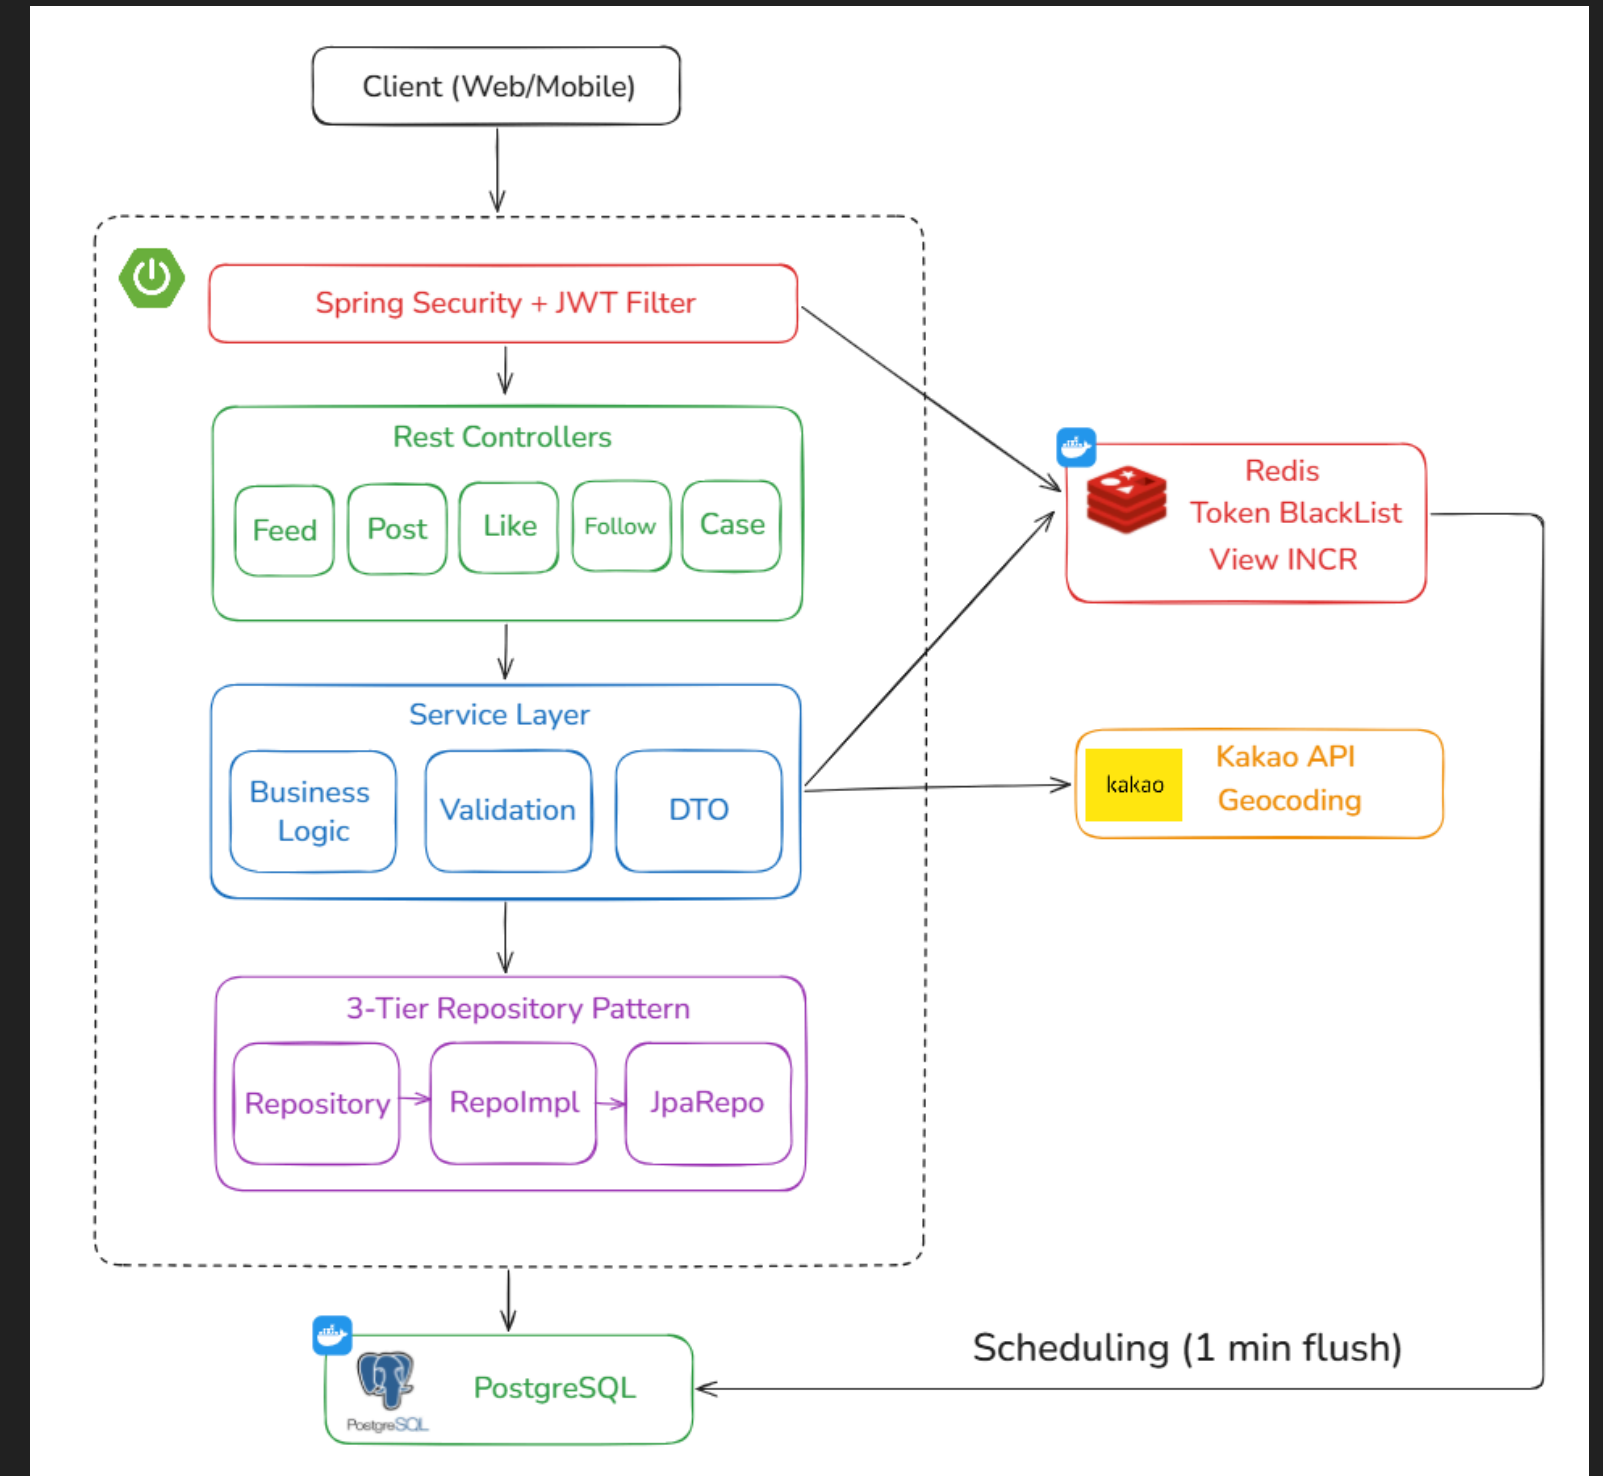 Client (Web/Mobile)
Spring Security + JWT Filter
Rest Controllers
Feed
Post
Like
Follow
Case
Redis
Token BlackList
View INCR
Service Layer
Business
Logic
Validation
DTO
kakao
Kakao API
Geocoding
3-Tier Repository Pattern
Repository
RepoImpl
JpaRepo
Scheduling (1 min flush)
PostgreSQL
PostgreSQL